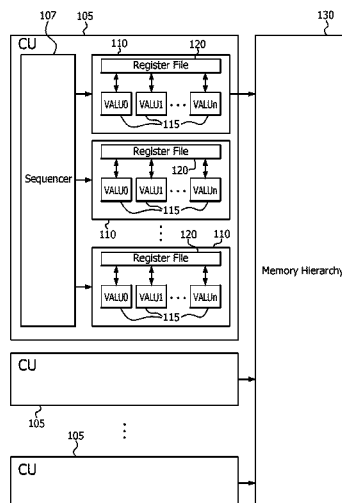 107 105 130
CU
110 120
Register File
VALU0 VALU1 ••• VALUn
115
Register File
120
VALU0 VALU1 ••• VALUn
110 115
120 110
Register File
VALU0 VALU1 ••• VALUn
115
Sequencer
Memory Hierarchy
CU
105
105
CU